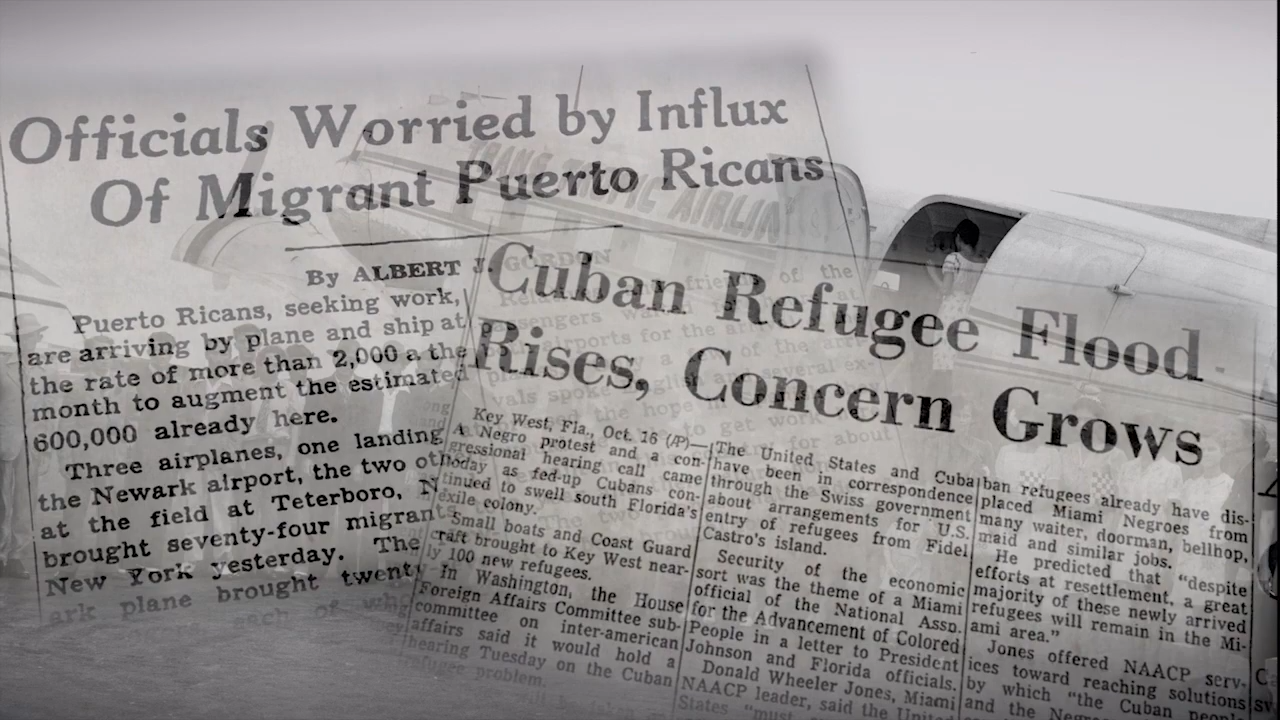 Officials Worried by Influx
Of Migrant Puerto Ricans
By ALBERT J. GORDON
Puerto Ricans, seeking work,
are arriving by plane and ship at
the rate of more than 2,000 a
month to augment the estimated
600,000 already here.
Three airplanes, one landing
the Newark airport, the two
at the field at Teterboro, N
brought seventy-four migrants
New York yesterday. The
ark plane brought twenty
each of
TRANS AIRLIN
Cuban Refugee Flood
Rises, Concern Grows
Key West, Fla., Oct. 16 (AP)—
A Negro protest and a con-
gressional hearing call came
today as fed-up Cubans con-
tinued to swell south Florida's
exile colony.
Small boats and Coast Guard
craft brought to Key West near-
ly 100 new refugees.
In Washington, the House
Foreign Affairs Committee sub-
committee on inter-american
affairs said it would hold a
hearing Tuesday on the Cuban
refugee problem.
The United States and Cuba
have been in correspondence
through the Swiss government
about arrangements for U.S.
entry of refugees from Fidel
Castro's island.
Security of the economic
sort was the theme of a Miami
official of the National Assn.
for the Advancement of Colored
People in a letter to President
Johnson and Florida officials.
Donald Wheeler Jones, Miami
NAACP leader, said the United
States "must
ban refugees already have dis-
placed Miami Negroes from
many waiter, doorman, bellhop,
maid and similar jobs.
He predicted that "despite
efforts at resettlement, a great
majority of these newly arrived
refugees will remain in the Mi-
ami area."
Jones offered NAACP serv-
ices toward reaching solutions
by which "the Cuban
and the